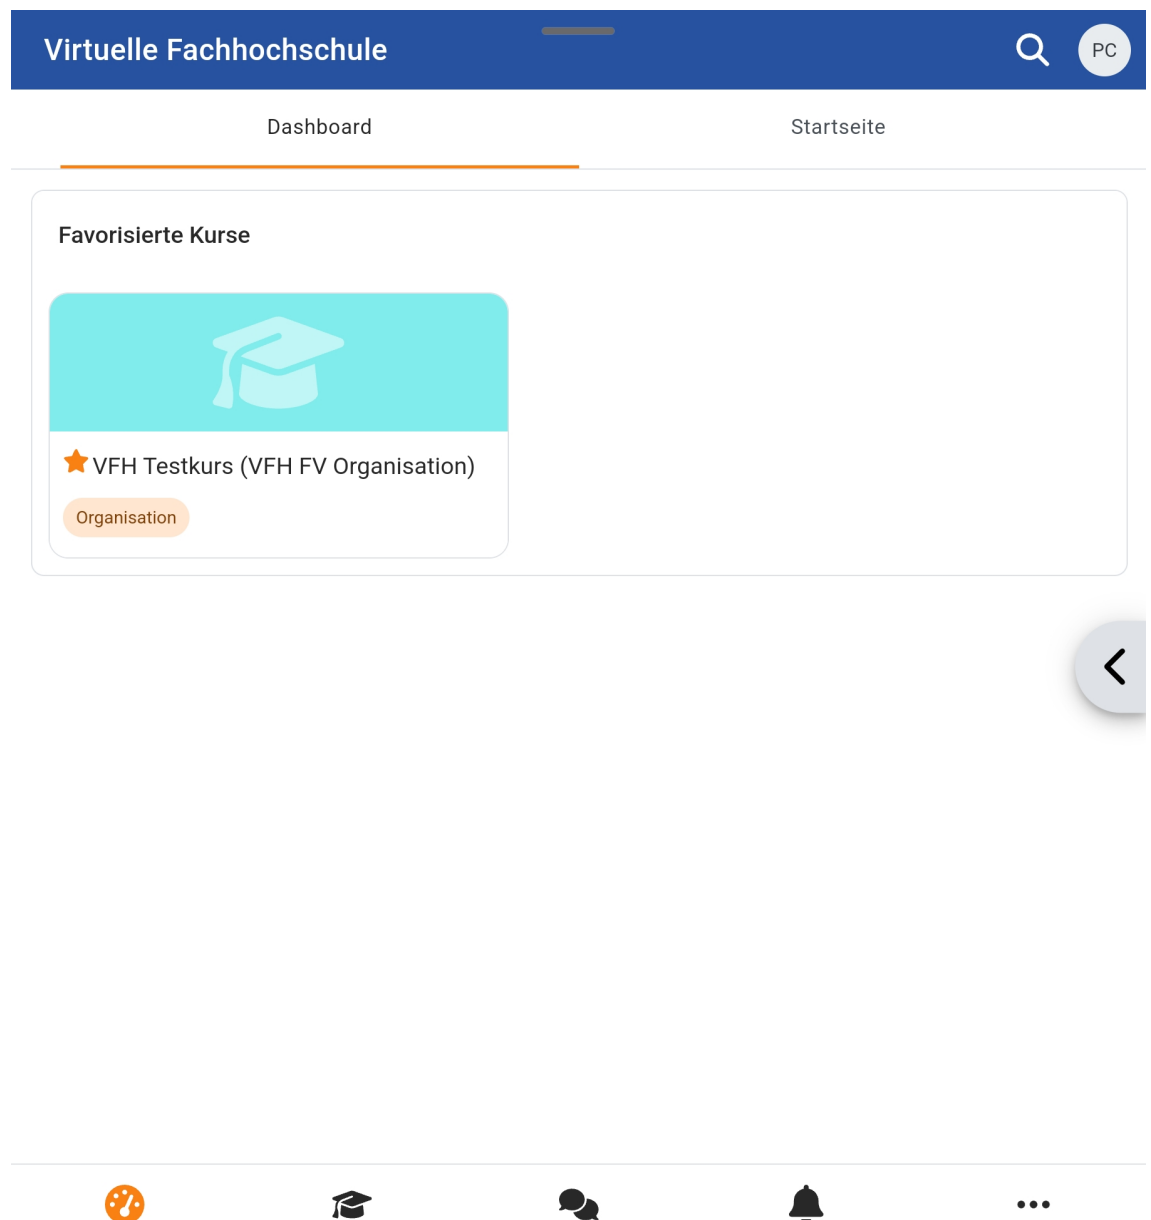 Virtuelle Fachhochschule
PC
Dashboard
Startseite
Favorisierte Kurse
VFH Testkurs (VFH FV Organisation)
Organisation